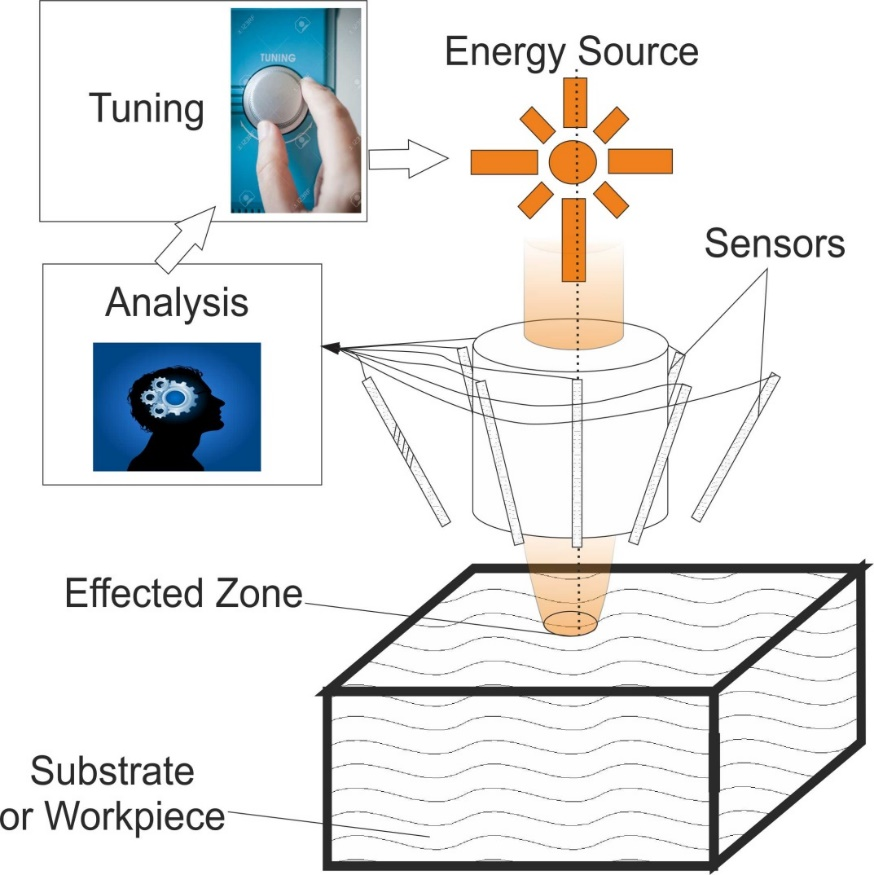 Tuning
TUNING
Energy Source
Sensors
Analysis
Effected Zone
Substrate
or Workpiece